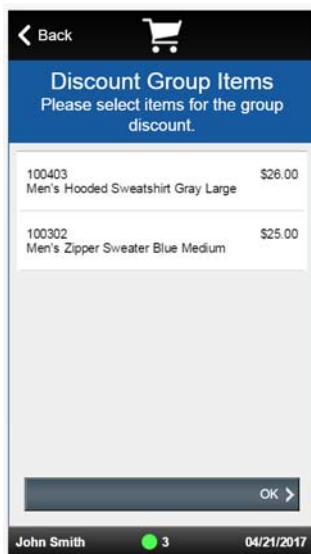 Back
Discount Group Items
Please select items for the group
discount.
100403 $26.00
Men's Hooded Sweatshirt Gray Large
100302 $25.00
Men's Zipper Sweater Blue Medium
OK
John Smith 3 04/21/2017